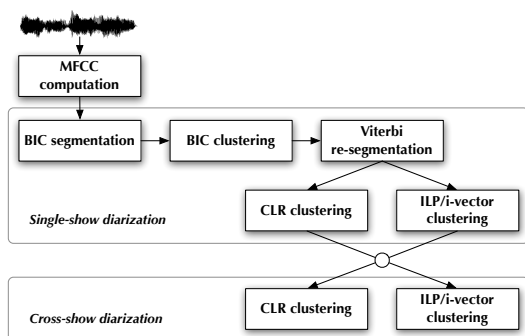 MFCC
computation
BIC segmentation
BIC clustering
Viterbi
re-segmentation
CLR clustering
ILP/i-vector
clustering
Single-show diarization
CLR clustering
ILP/i-vector
clustering
Cross-show diarization